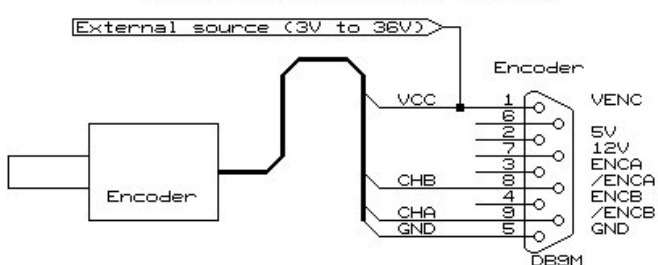 External source (3V to 36V)
Encoder
VCC
1
VENC
6
2
5V
7
12V
3
ENCA
CHB
8
/ENCA
4
ENCB
Encoder
CHA
9
/ENCB
GND
5
GND
DB9M